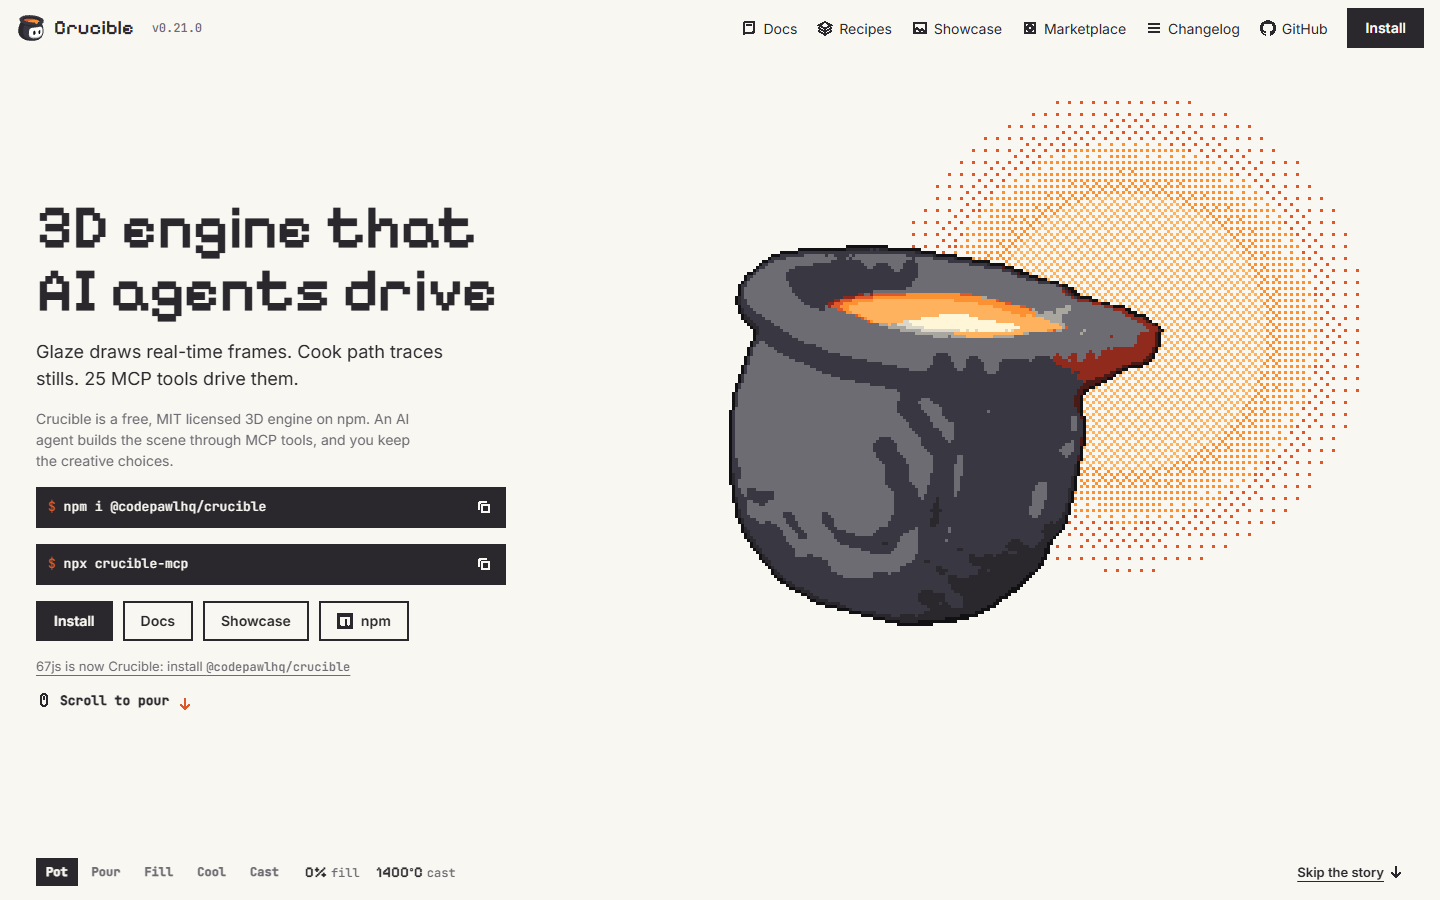 Crucible v0.21.0
Docs Recipes Showcase Marketplace Changelog GitHub Install
3D engine that
AI agents drive
Glaze draws real-time frames. Cook path traces
stills. 25 MCP tools drive them.
Crucible is a free, MIT licensed 3D engine on npm. An AI
agent builds the scene through MCP tools, and you keep
the creative choices.
$ npm i @codepawlhq/crucible
$ npx crucible-mcp
Install Docs Showcase npm
67js is now Crucible: install @codepawlhq/crucible
Scroll to pour
Pot Pour Fill Cool Cast 0% fill 1400°C cast
Skip the story